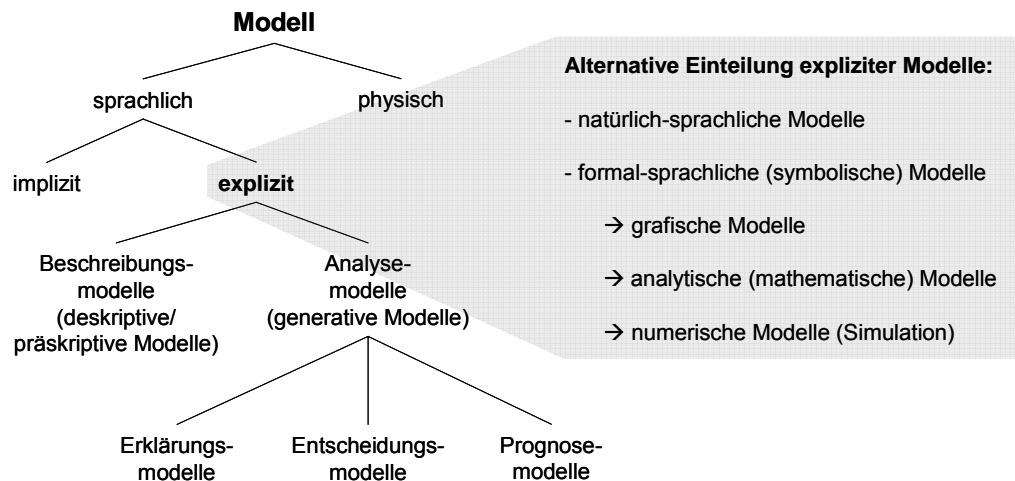 Modell
sprachlich
physisch
implizit
explizit
Beschreibungs-
modelle
(deskriptive/
präskriptive Modelle)
Analyse-
modelle
(generative Modelle)
Erklärungs-
modelle
Entscheidungs-
modelle
Prognose-
modelle
Alternative Einteilung expliziter Modelle:
- natürlich-sprachliche Modelle
- formal-sprachliche (symbolische) Modelle
→ grafische Modelle
→ analytische (mathematische) Modelle
→ numerische Modelle (Simulation)